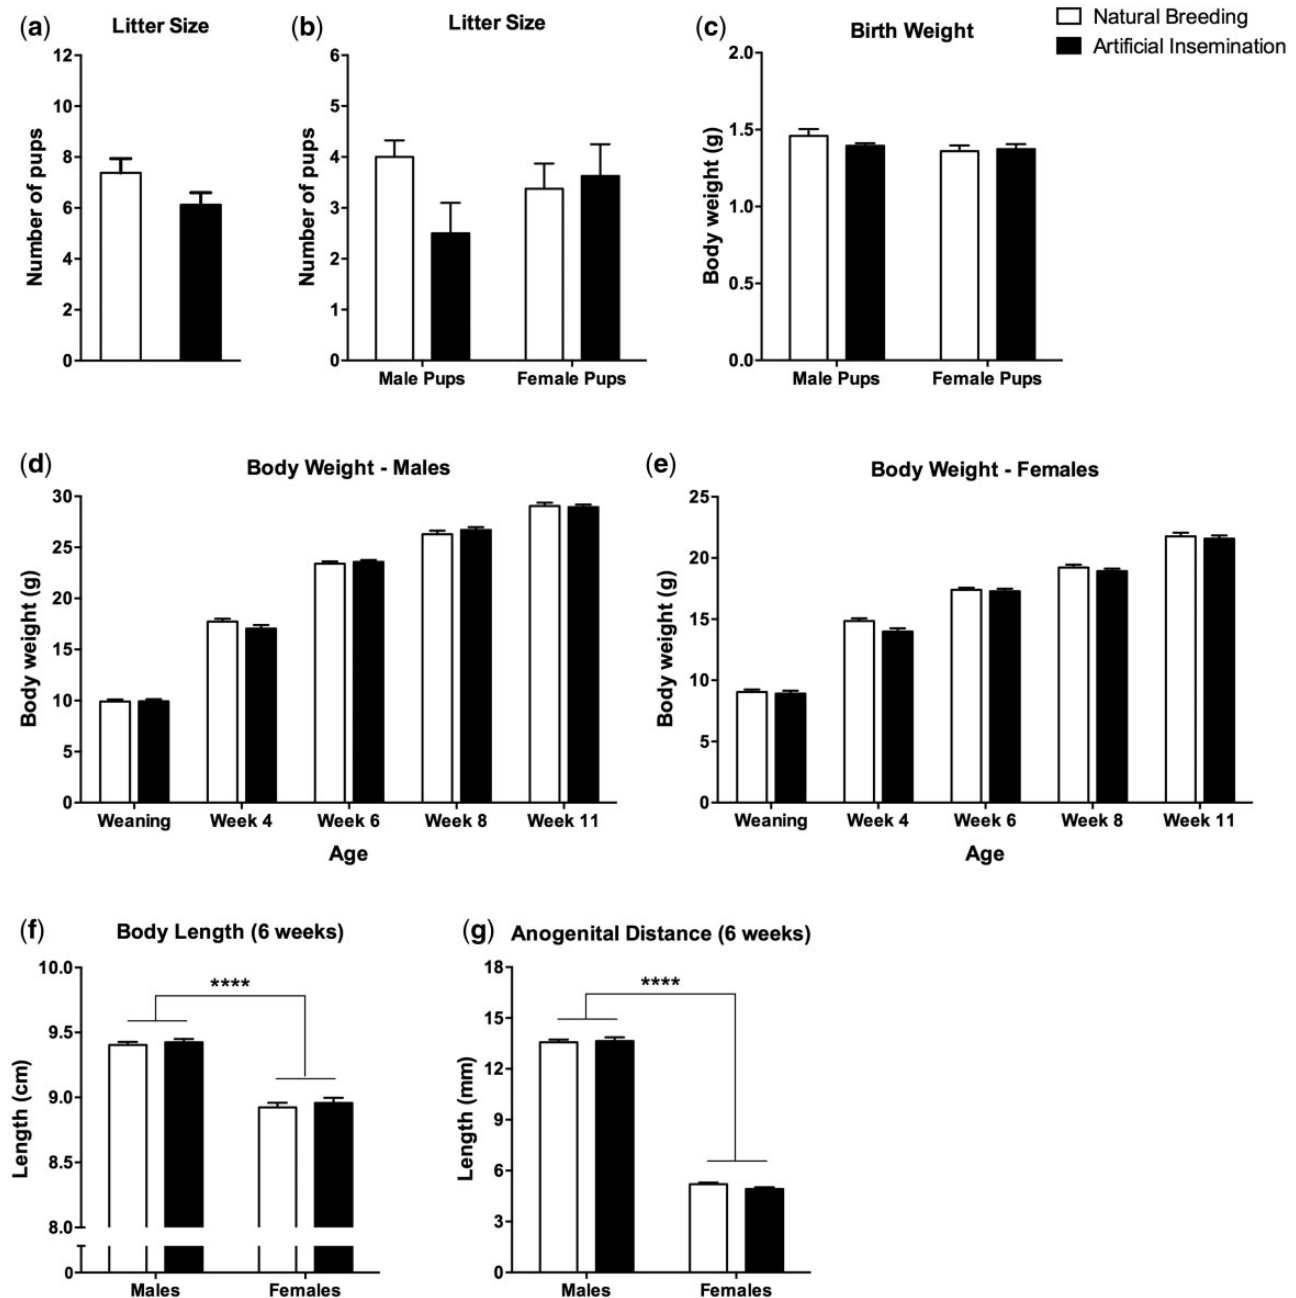 (a)
Litter Size
12
10
8
6
4
2
0
Number of pups
(b)
Litter Size
6
5
4
3
2
1
0
Number of pups
Male Pups Female Pups
(c)
Birth Weight
2.0
1.5
1.0
0.5
0.0
Body weight (g)
Male Pups Female Pups
Natural Breeding
Artificial Insemination
(d)
Body Weight - Males
30
25
20
15
10
5
0
Body weight (g)
Weaning Week 4 Week 6 Week 8 Week 11
Age
(e)
Body Weight - Females
25
20
15
10
5
0
Body weight (g)
Weaning Week 4 Week 6 Week 8 Week 11
Age
(f)
Body Length (6 weeks)
10.0
9.5
9.0
8.5
8.0
0
Length (cm)
****
Males Females
(g)
Anogenital Distance (6 weeks)
18
15
12
9
6
3
0
Length (mm)
****
Males Females